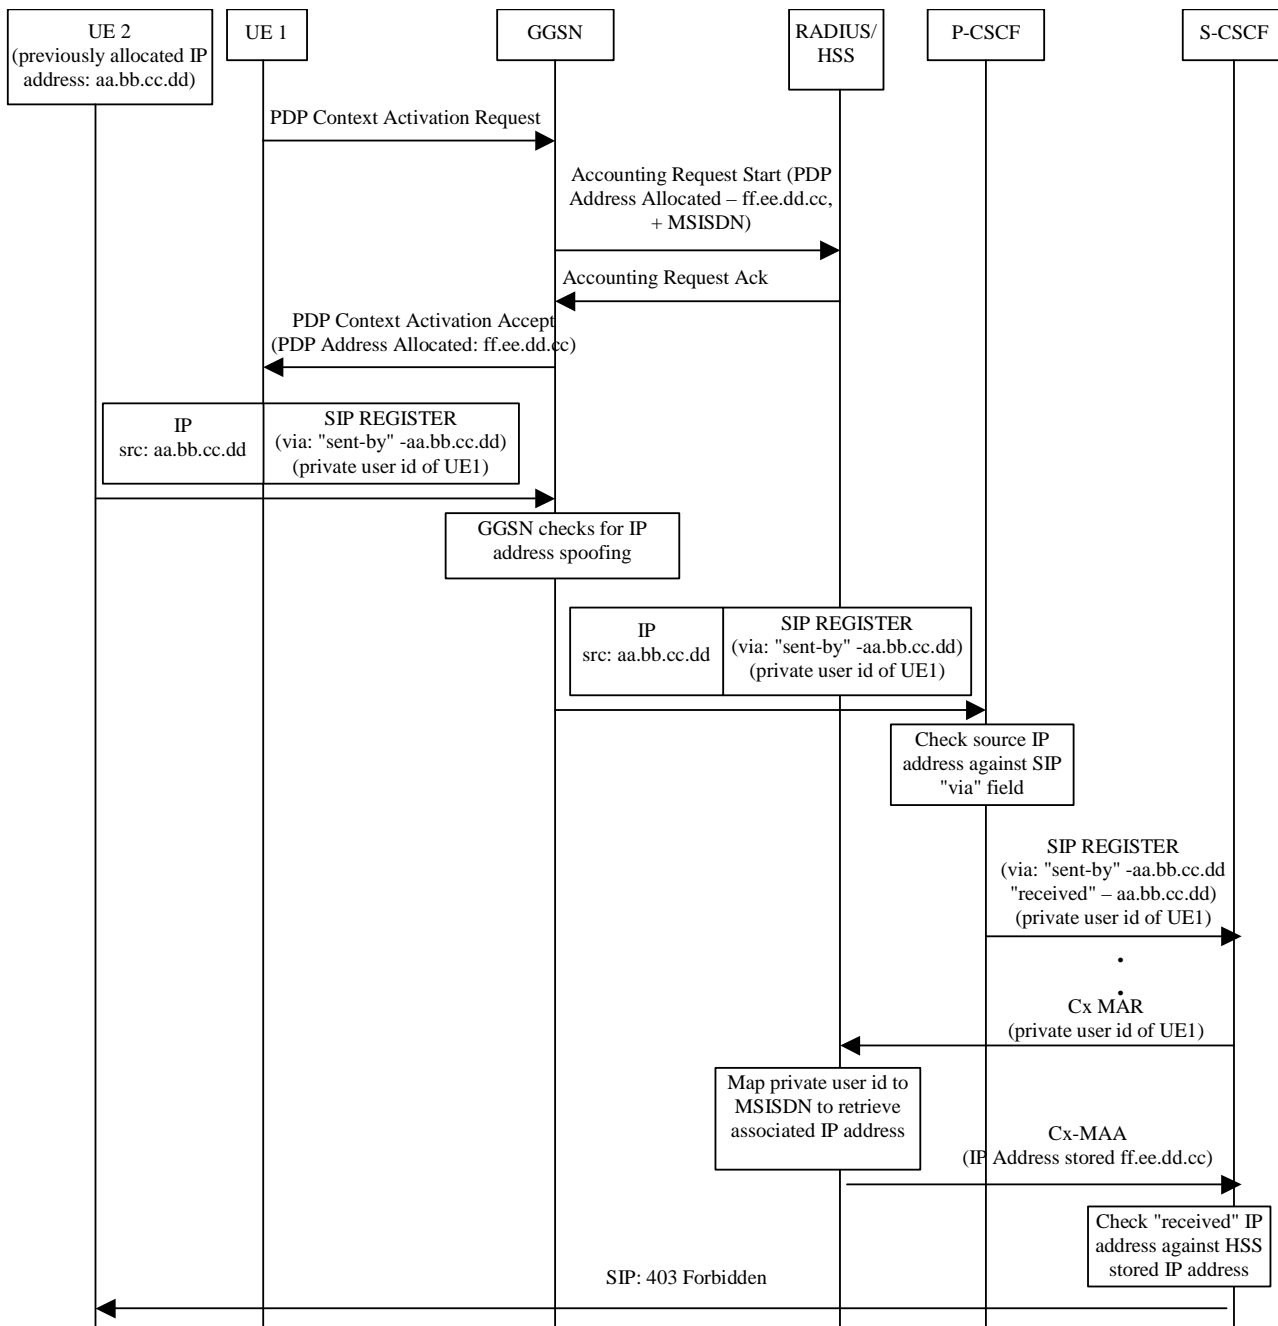 UE 2
(previously allocated IP
address: aa.bb.cc.dd)
UE 1
GGSN
RADIUS/
HSS
P-CSCF
S-CSCF
PDP Context Activation Request
Accounting Request Start (PDP
Address Allocated – ff.ee.dd.cc,
+ MSISDN)
Accounting Request Ack
PDP Context Activation Accept
(PDP Address Allocated: ff.ee.dd.cc)
IP
src: aa.bb.cc.dd
SIP REGISTER
(via: "sent-by" -aa.bb.cc.dd)
(private user id of UE1)
GGSN checks for IP
address spoofing
IP
src: aa.bb.cc.dd
SIP REGISTER
(via: "sent-by" -aa.bb.cc.dd)
(private user id of UE1)
Check source IP
address against SIP
"via" field
SIP REGISTER
(via: "sent-by" -aa.bb.cc.dd
"received" – aa.bb.cc.dd)
(private user id of UE1)
.
.
Cx MAR
(private user id of UE1)
Map private user id to
MSISDN to retrieve
associated IP address
Cx-MAA
(IP Address stored ff.ee.dd.cc)
Check "received" IP
address against HSS
stored IP address
SIP: 403 Forbidden